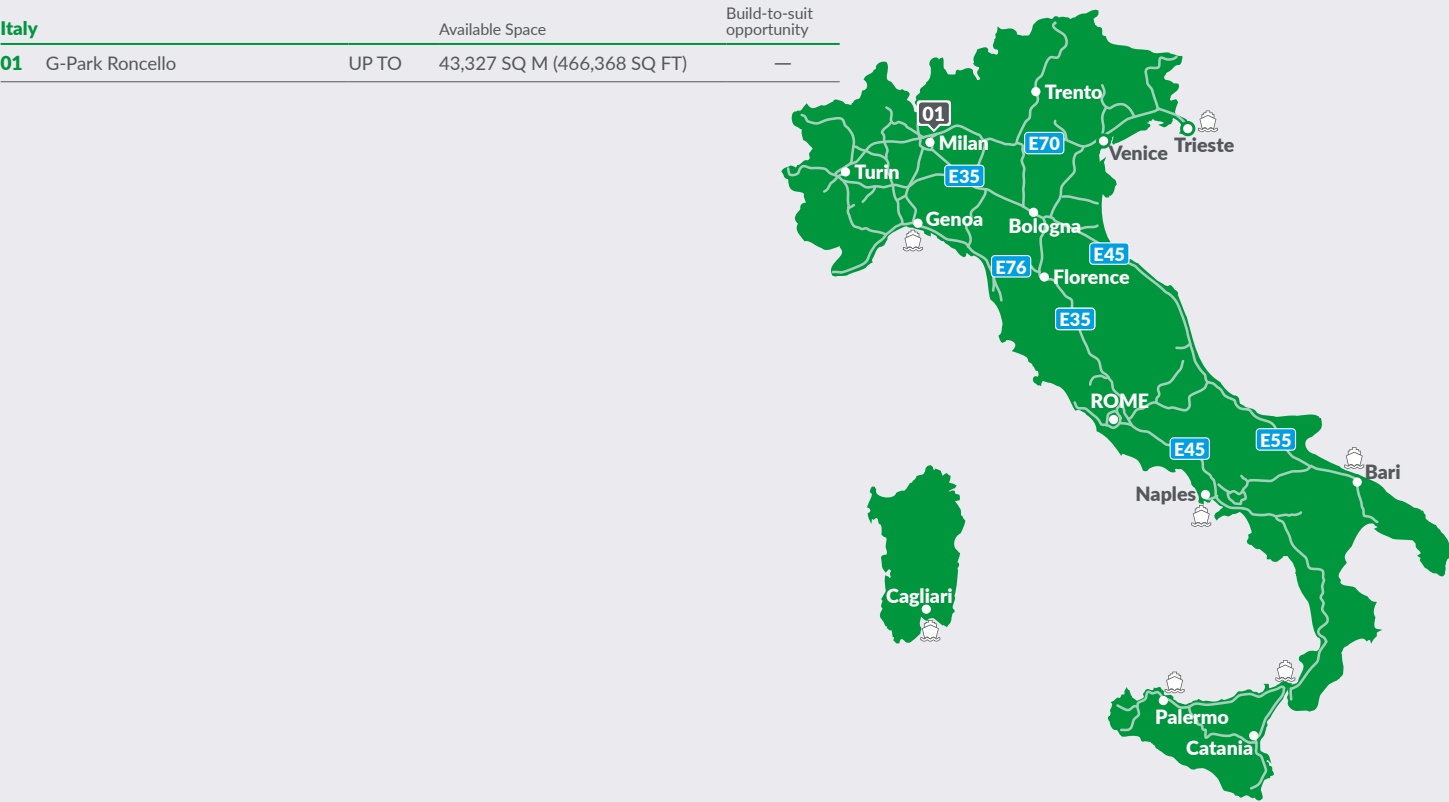 Italy Available Space Build-to-suit
opportunity
01 G-Park Roncello UP TO 43,327 SQ M (466,368 SQ FT) —
Trento
01
Milan
E70
Venice
Trieste
Turin
E35
Genoa
Bologna
E45
E76
Florence
E35
ROME
E45
E55
Bari
Naples
Cagliari
Palermo
Catania